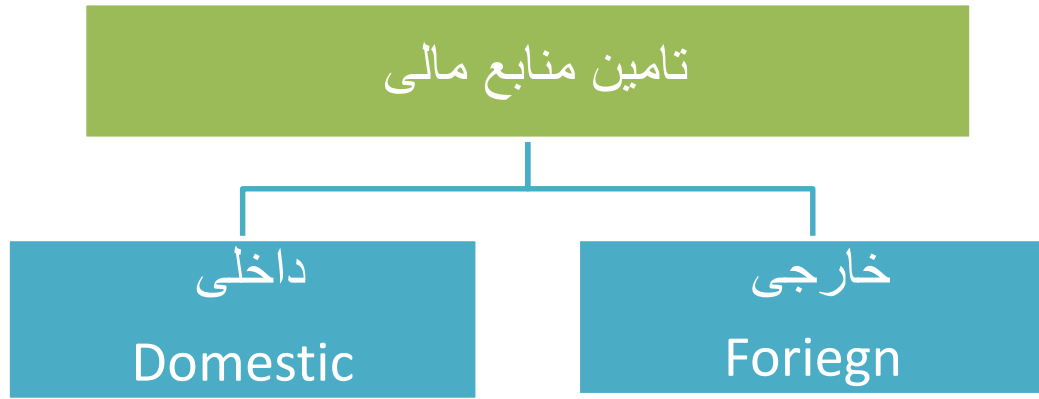 تامین منابع مالی
خارجی
Foriegn
داخلی
Domestic